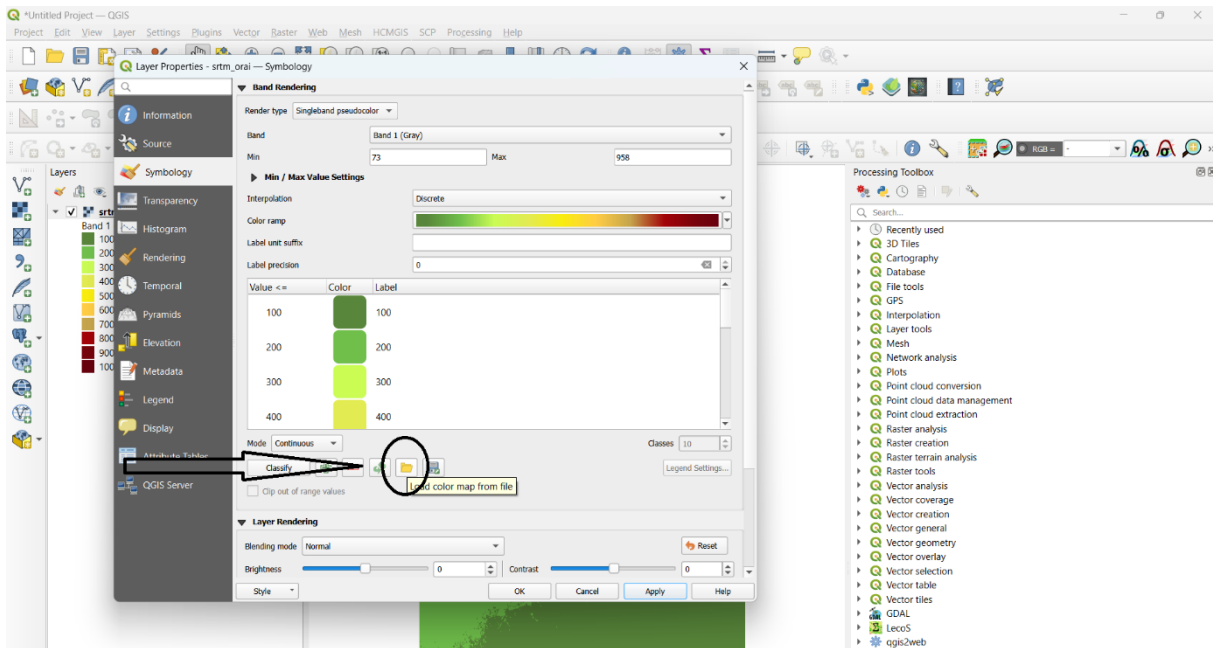 *Untitled Project — QGIS
Project Edit View Layer Settings Plugins Vector Raster Web Mesh HCMGIS SCP Processing Help
Layer Properties - srtm_orai — Symbology
Information
Source
Symbology
Transparency
Histogram
Rendering
Temporal
Pyramids
Elevation
Metadata
Legend
Display
Attribute Tables
QGIS Server
Band Rendering
Render type Singleband pseudocolor
Band Band 1 (Gray)
Min 73 Max 958
Min / Max Value Settings
Interpolation Discrete
Color ramp
Label unit suffix
Label precision 0
Value <= Color Label
100 100
200 200
300 300
400 400
Mode Continuous Classes 10
Classify Legend Settings...
Load color map from file
Clip out of range values
Layer Rendering
Blending mode Normal Reset
Brightness 0 Contrast 0
Style OK Cancel Apply Help
Layers
Band 1
100
200
300
400
500
600
700
800
900
100
RGB =
Processing Toolbox
Search...
Recently used
3D Tiles
Cartography
Database
File tools
GPS
Interpolation
Layer tools
Mesh
Network analysis
Plots
Point cloud conversion
Point cloud data management
Point cloud extraction
Raster analysis
Raster creation
Raster terrain analysis
Raster tools
Vector analysis
Vector coverage
Vector creation
Vector general
Vector geometry
Vector overlay
Vector selection
Vector table
Vector tiles
GDAL
LecoS
qgis2web